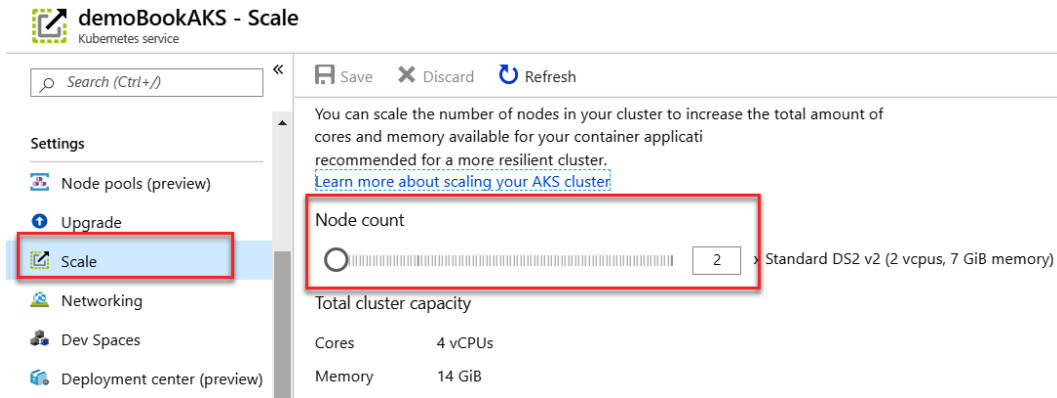 demoBookAKS - Scale
Kubernetes service
Search (Ctrl+/)
«
Settings
Node pools (preview)
Upgrade
Scale
Networking
Dev Spaces
Deployment center (preview)
Save Discard Refresh
You can scale the number of nodes in your cluster to increase the total amount of
cores and memory available for your container applicati
recommended for a more resilient cluster.
Learn more about scaling your AKS cluster
Node count
2 x Standard DS2 v2 (2 vcpus, 7 GiB memory)
Total cluster capacity
Cores 4 vCPUs
Memory 14 GiB